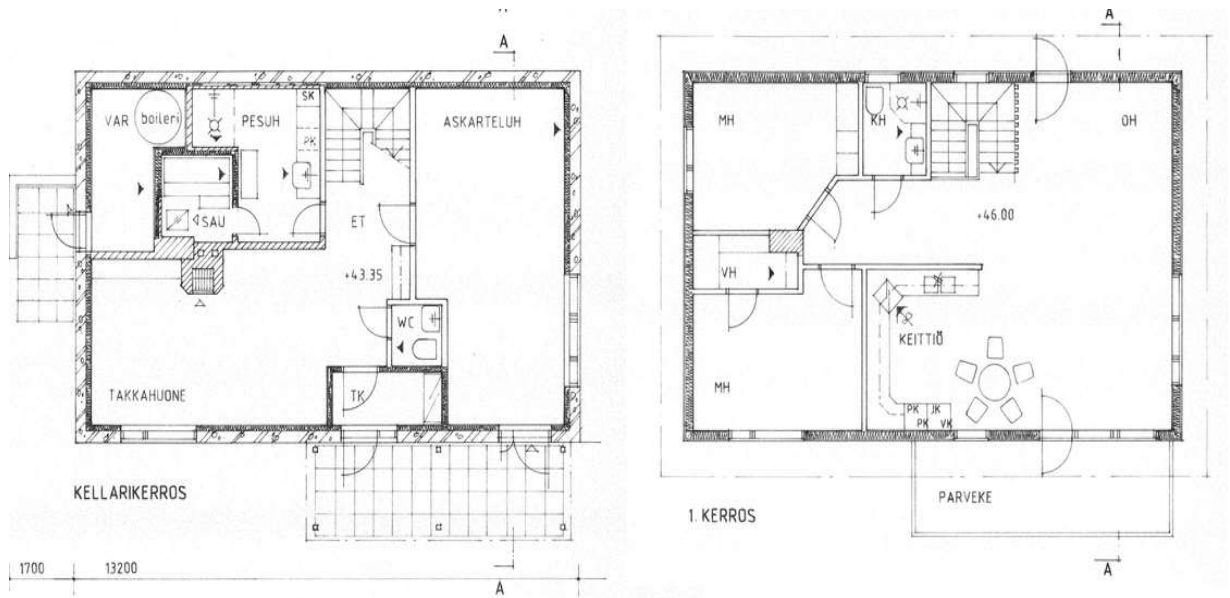 A
VAR
boileri
PESUH
SK
PK
ASKARTELUH
SAU
ET
+43.35
WC
TAKKAHUONE
TK
KELLARIKERROS
1700
13200
A
A
MH
KH
OH
+46.00
VH
KEITTIÖ
MH
PK
JK
PK
VK
PARVEKE
1. KERROS
A